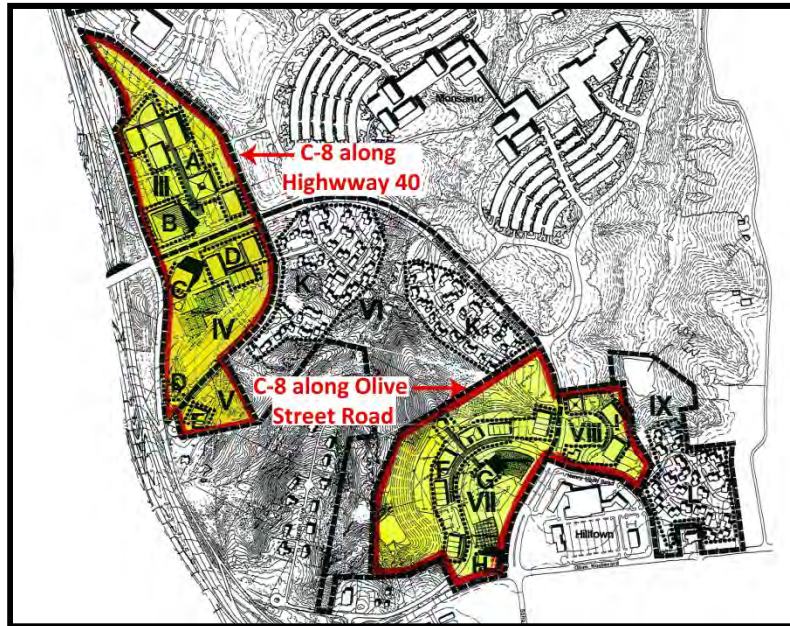 Monsanto
C-8 along
Highwway 40
A
III
B
D
C
K
VI
IV
K
D
V
E
C-8 along Olive
Street Road
IX
VIII
I
F
G
VII
L
Hilltown
H